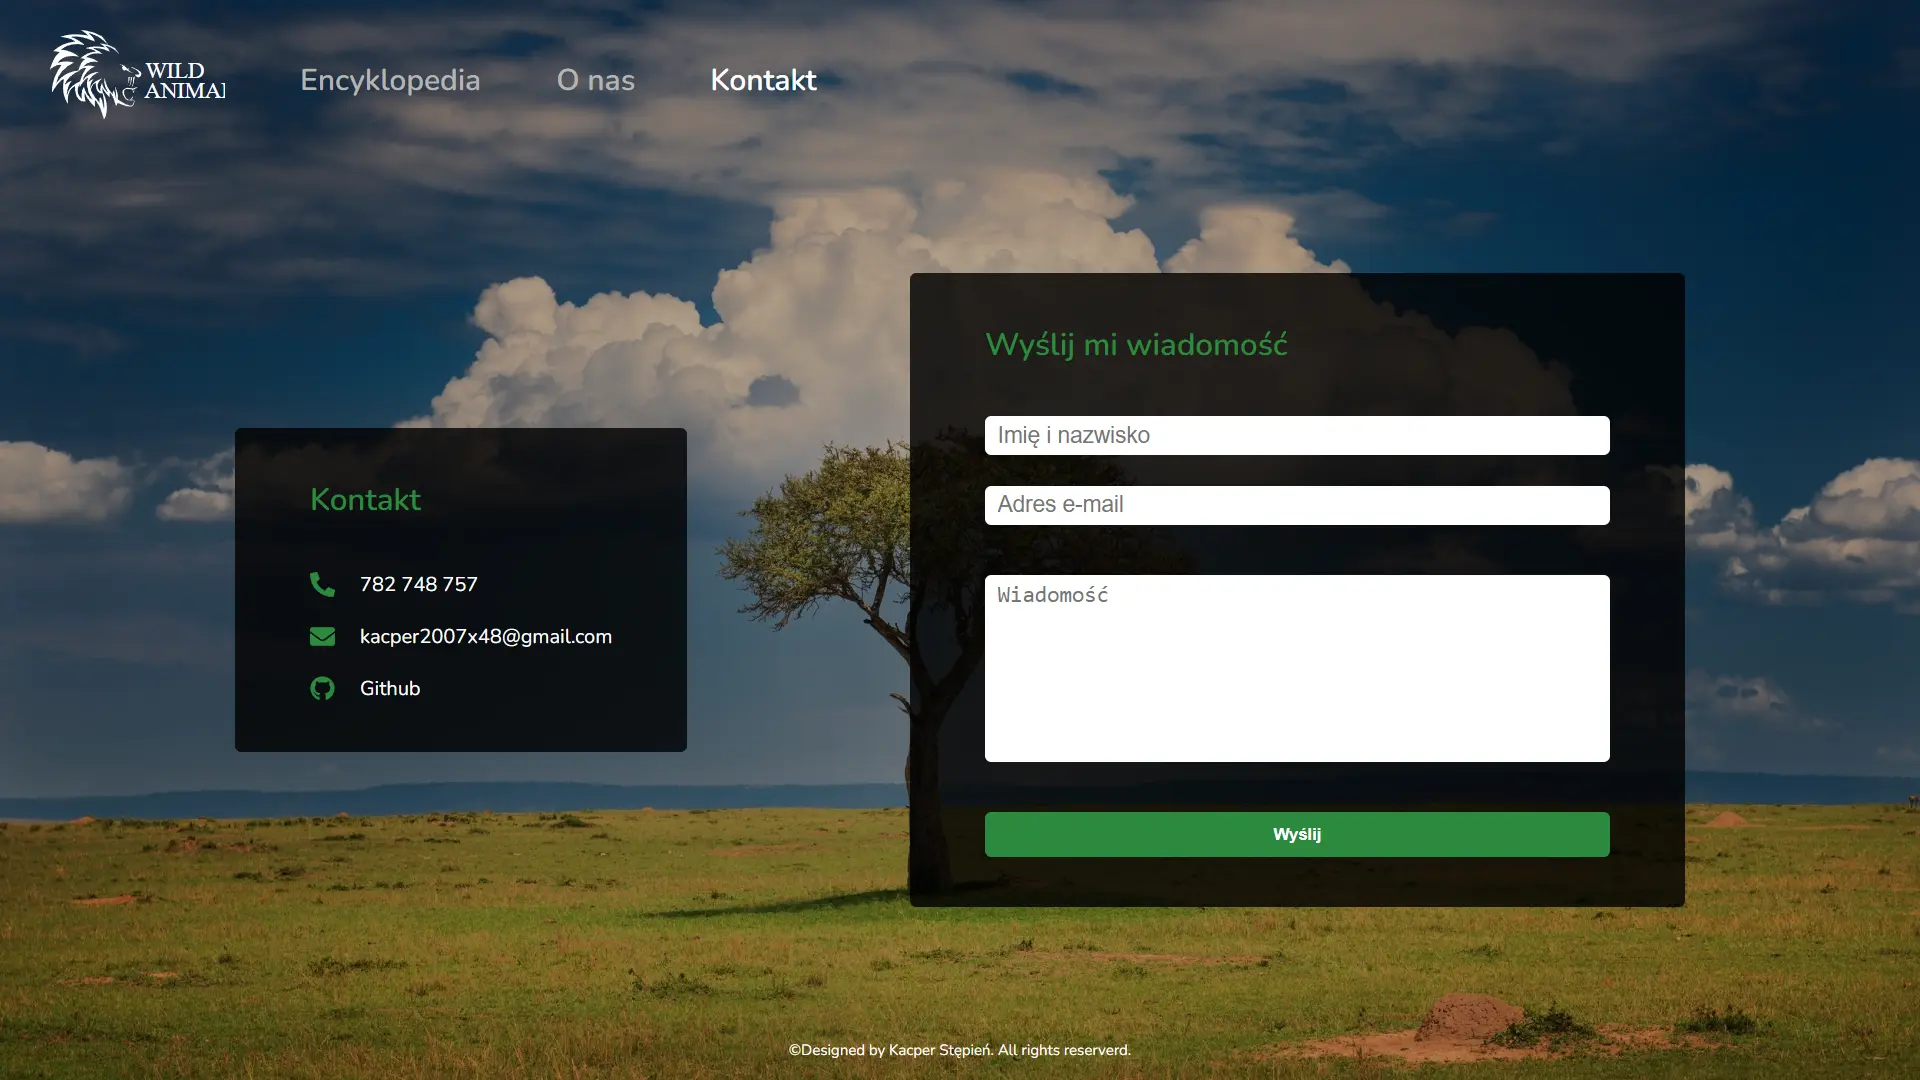 WILD
ANIMAL
Encyklopedia
O nas
Kontakt
Wyślij mi wiadomość
Imię i nazwisko
Adres e-mail
Wiadomość
Wyślij
Kontakt
782 748 757
kacper2007x48@gmail.com
Github
©Designed by Kacper Stępień. All rights reserverd.